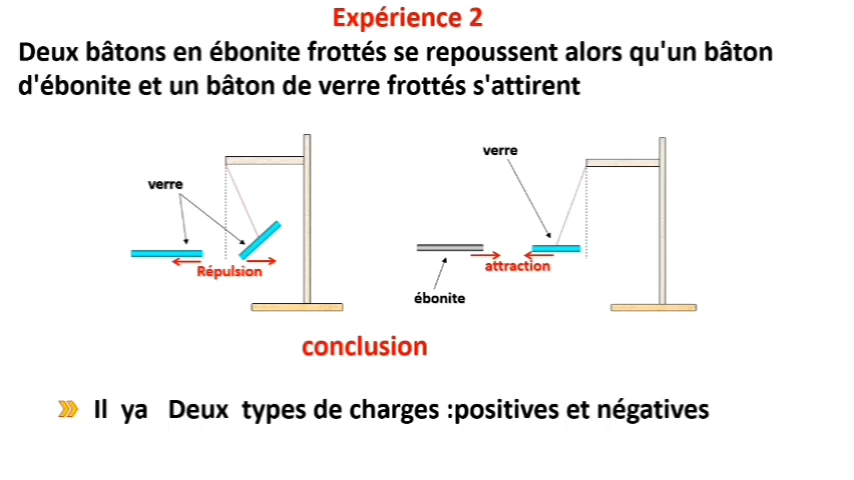 Expérience 2
Deux bâtons en ébonite frottés se repoussent alors qu'un bâton
d'ébonite et un bâton de verre frottés s'attirent
verre
Répulsion
verre
attraction
ébonite
conclusion
Il ya Deux types de charges :positives et négatives